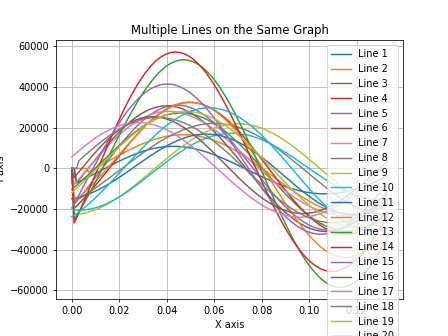 Multiple Lines on the Same Graph
60000
40000
20000
0
−20000
−40000
−60000
0.00 0.02 0.04 0.06 0.08 0.10
X axis
axis
Line 1
Line 2
Line 3
Line 4
Line 5
Line 6
Line 7
Line 8
Line 9
Line 10
Line 11
Line 12
Line 13
Line 14
Line 15
Line 16
Line 17
Line 18
Line 19
Line 20